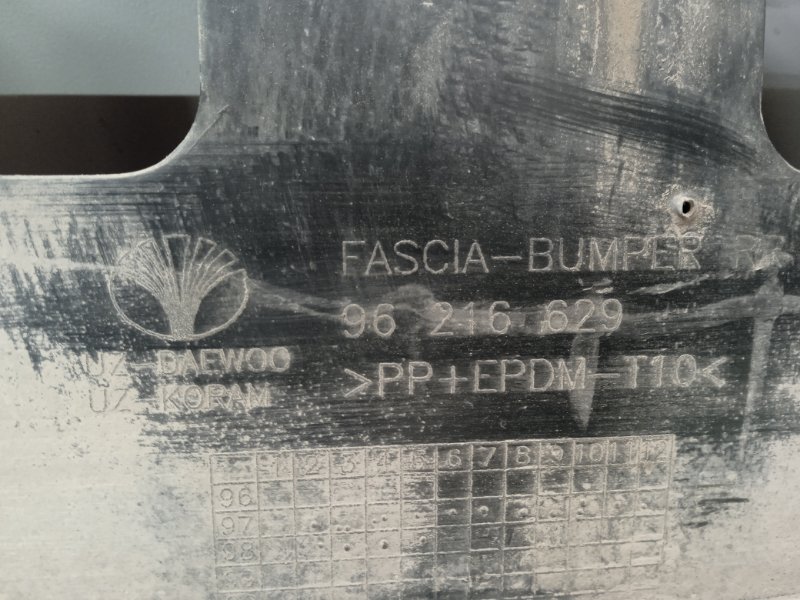 FASCIA-BUMPER
96 216 629
UZ-DAEWOO
>PP+EPDM-T10<
UZ-KORAM
1 2 3 4 5 6 7 8 9 10 11 12
96
97
98